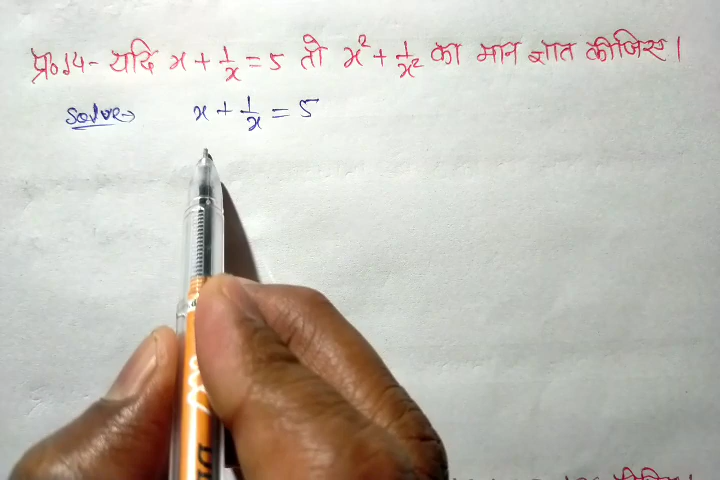 प्र०14- यदि x + 1/x = 5 तो x² + 1/x² का मान ज्ञात कीजिए।
Solve→ x + 1/x = 5